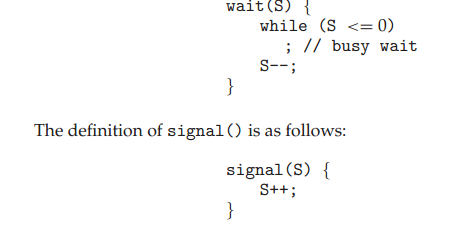 wait(S) {
while (S <= 0)
; // busy wait
S--;
}
The definition of signal() is as follows:
signal(S) {
S++;
}